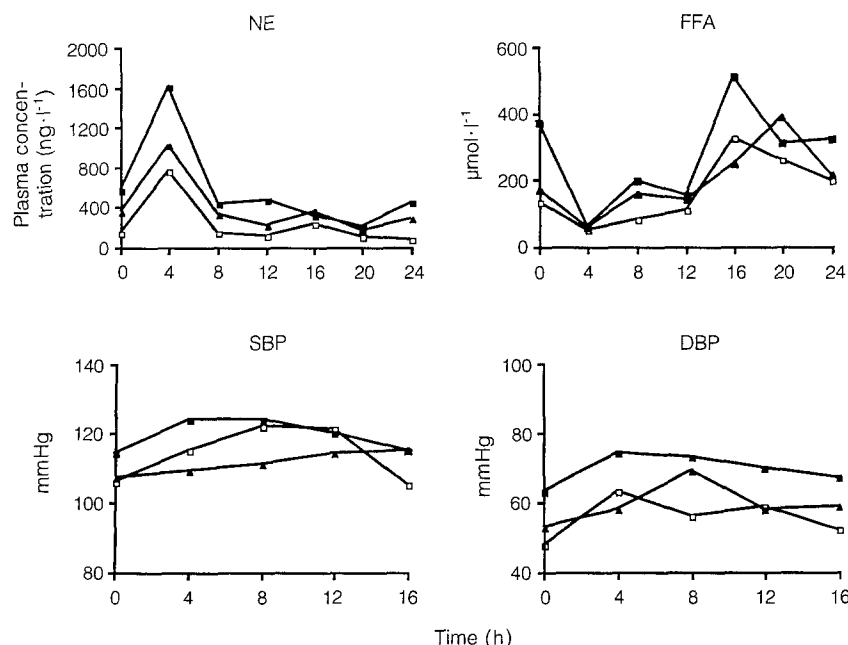 NE
Plasma concen-
tration (ng·l-1)
2000
1600
1200
800
400
0
0 4 8 12 16 20 24
FFA
μmol·l-1
600
400
200
0
0 4 8 12 16 20 24
SBP
mmHg
140
120
100
80
0 4 8 12 16
DBP
mmHg
100
80
60
40
0 4 8 12 16
Time (h)